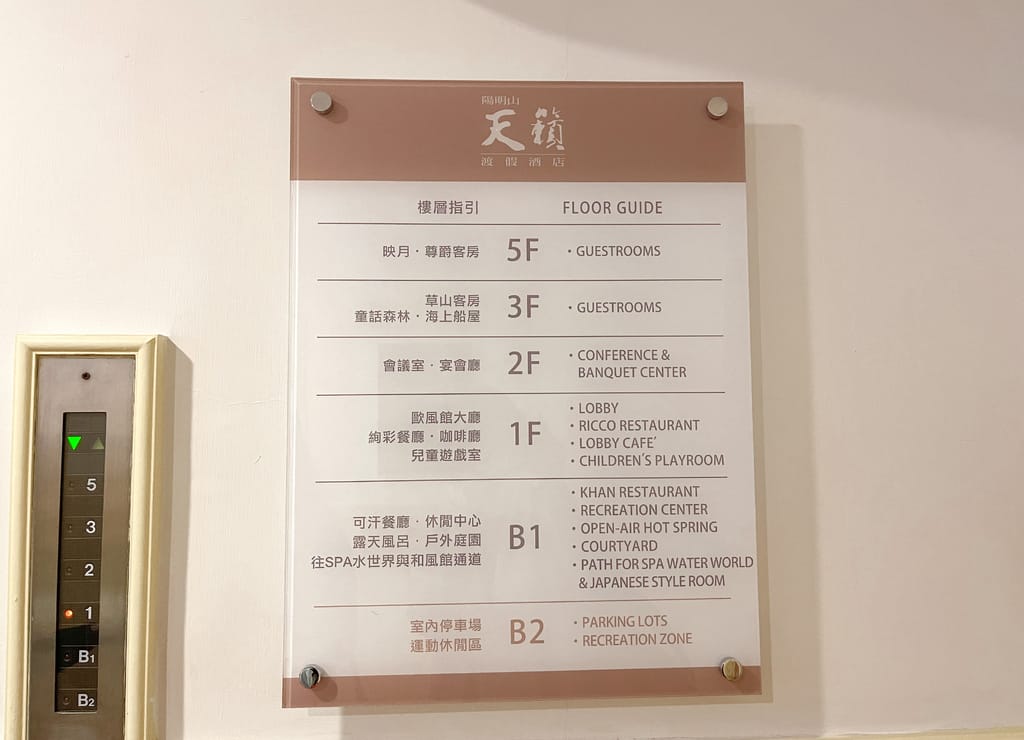 陽明山
天籟
渡假酒店
樓層指引 FLOOR GUIDE
映月・尊爵客房 5F ・GUESTROOMS
草山客房
童話森林・海上船屋 3F ・GUESTROOMS
會議室・宴會廳 2F ・CONFERENCE &
BANQUET CENTER
歐風館大廳
絢彩餐廳・咖啡廳
兒童遊戲室
1F
・LOBBY
・RICCO RESTAURANT
・LOBBY CAFE´
・CHILDREN´S PLAYROOM
可汗餐廳・休閒中心
露天風呂・戶外庭園
往SPA水世界與和風館通道
B1
・KHAN RESTAURANT
・RECREATION CENTER
・OPEN-AIR HOT SPRING
・COURTYARD
・PATH FOR SPA WATER WORLD
& JAPANESE STYLE ROOM
室內停車場
運動休閒區
B2
・PARKING LOTS
・RECREATION ZONE
5
3
2
1
B1
B2